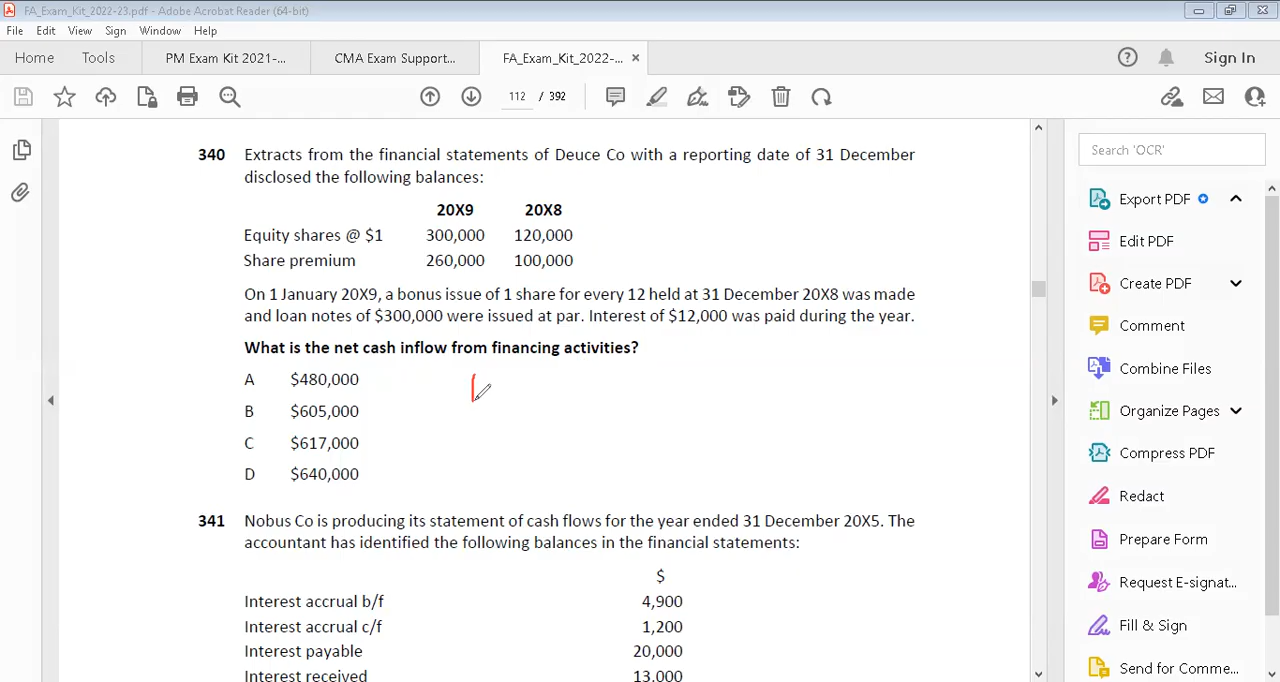 FA_Exam_Kit_2022-23.pdf - Adobe Acrobat Reader (64-bit)
File Edit View Sign Window Help
Home Tools PM Exam Kit 2021-... CMA Exam Support... FA_Exam_Kit_2022-... × Sign In
112 / 392
340 Extracts from the financial statements of Deuce Co with a reporting date of 31 December
disclosed the following balances:
20X9 20X8
Equity shares @ $1 300,000 120,000
Share premium 260,000 100,000
On 1 January 20X9, a bonus issue of 1 share for every 12 held at 31 December 20X8 was made
and loan notes of $300,000 were issued at par. Interest of $12,000 was paid during the year.
What is the net cash inflow from financing activities?
A $480,000
B $605,000
C $617,000
D $640,000
341 Nobus Co is producing its statement of cash flows for the year ended 31 December 20X5. The
accountant has identified the following balances in the financial statements:
$
Interest accrual b/f 4,900
Interest accrual c/f 1,200
Interest payable 20,000
Interest received 13,000
Search 'OCR'
Export PDF
Edit PDF
Create PDF
Comment
Combine Files
Organize Pages
Compress PDF
Redact
Prepare Form
Request E-signat...
Fill & Sign
Send for Comme...